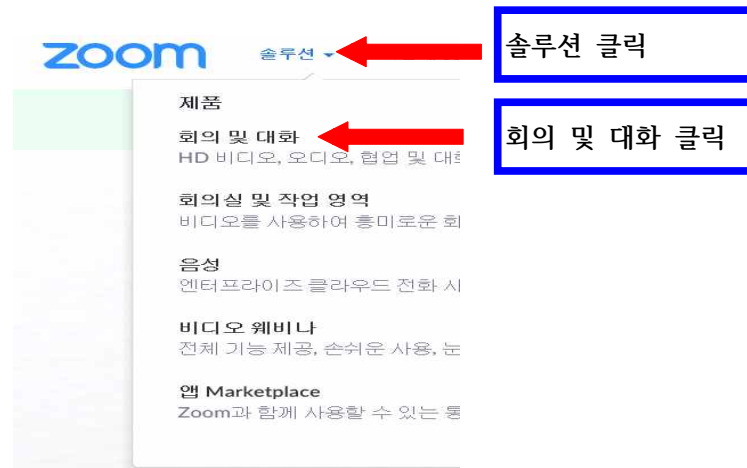 zoom 솔루션
솔루션 클릭
제품
회의 및 대화
회의 및 대화 클릭
HD 비디오, 오디오, 협업 및
회의실 및 작업 영역
비디오를 사용하여 흥미로운
음성
엔터프라이즈 클라우드 전화
비디오 웨비나
전체 기능 제공, 손쉬운 사용,
앱 Marketplace
Zoom과 함께 사용할 수 있는